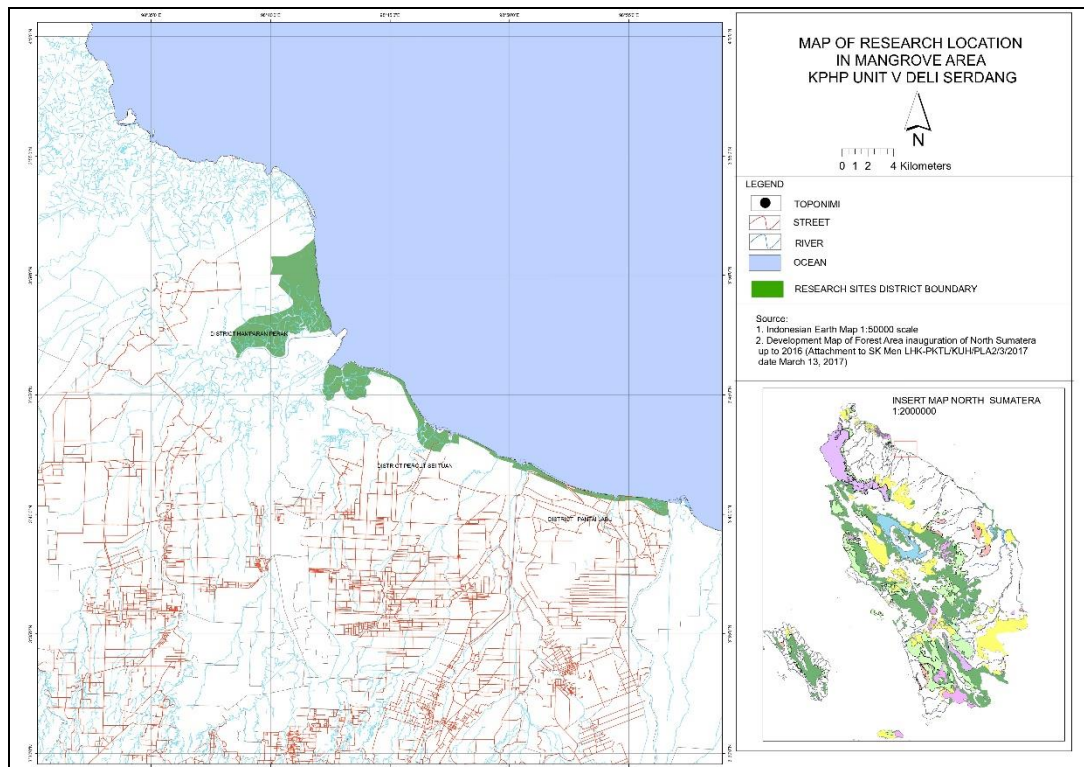 MAP OF RESEARCH LOCATION
IN MANGROVE AREA
KPHP UNIT V DELI SERDANG
N
0 1 2 4 Kilometers
LEGEND
TOPONIMI
STREET
RIVER
OCEAN
RESEARCH SITES DISTRICT BOUNDARY
Source:
1. Indonesian Earth Map 1:50000 scale
2. Development Map of Forest Area inauguration of North Sumatera
up to 2016 (Attachment to SK Men LHK-PKTL/KUH/PLA2/3/2017
date March 13, 2017)
INSERT MAP NORTH SUMATERA
1:2000000
DISTRICT HAMPARAN PERAK
DISTRICT PERCUT SEI TUAN
DISTRICT PANTAI LABU